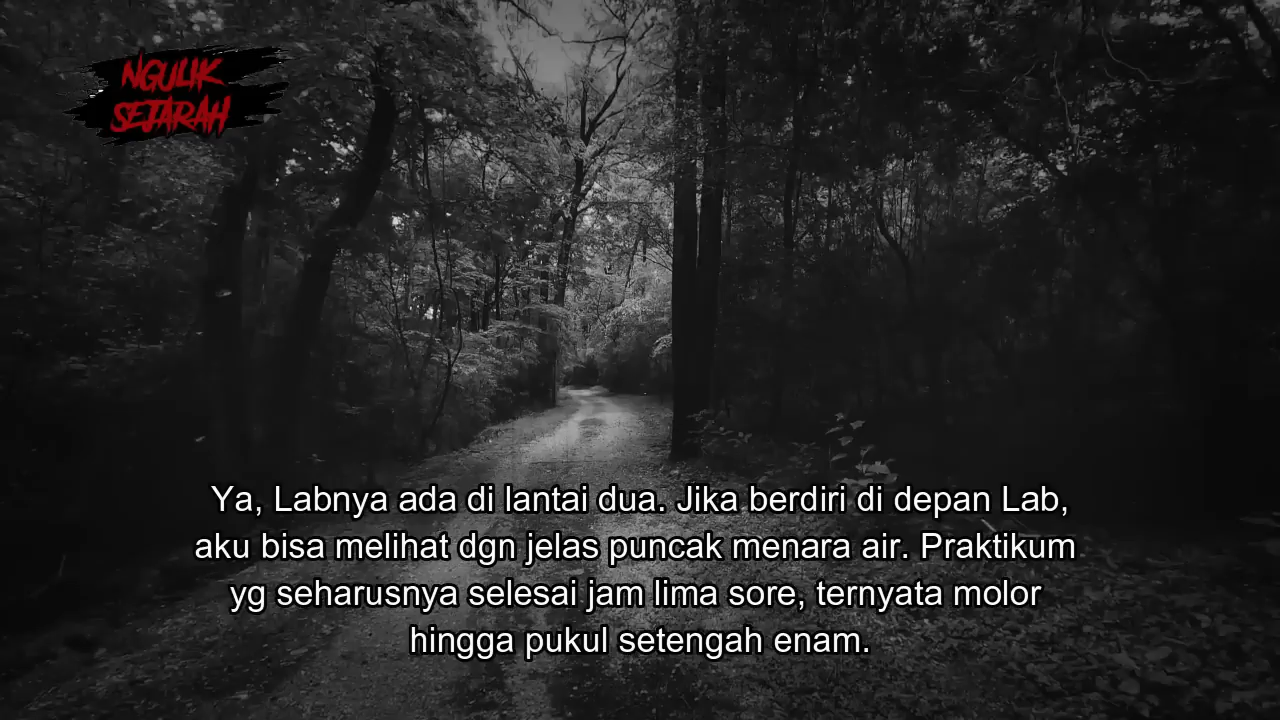 NGULIK
SEJARAH
Ya, Labnya ada di lantai dua. Jika berdiri di depan Lab,
aku bisa melihat dgn jelas puncak menara air. Praktikum
yg seharusnya selesai jam lima sore, ternyata molor
hingga pukul setengah enam.